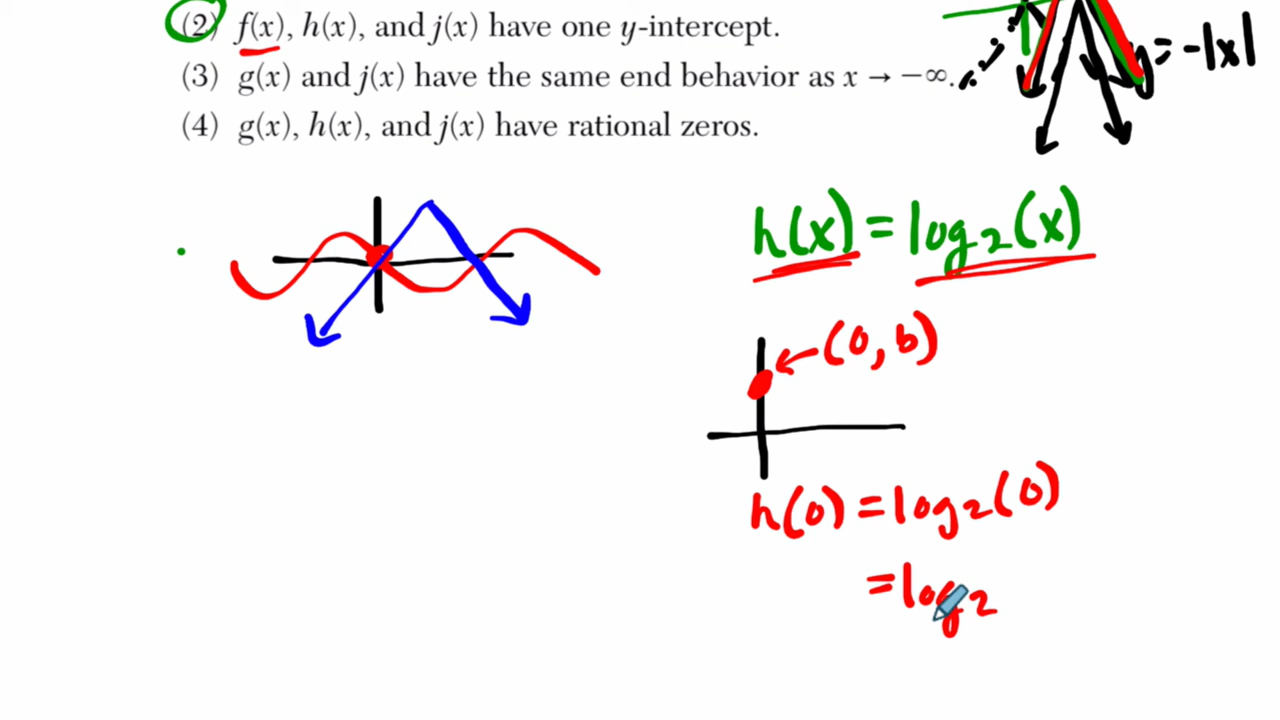 (2) f(x), h(x), and j(x) have one y-intercept.
(3) g(x) and j(x) have the same end behavior as x → −∞.
(4) g(x), h(x), and j(x) have rational zeros.
y = -|x|
h(x) = log₂(x)
(0, b)
h(0) = log₂(0)
= log₂